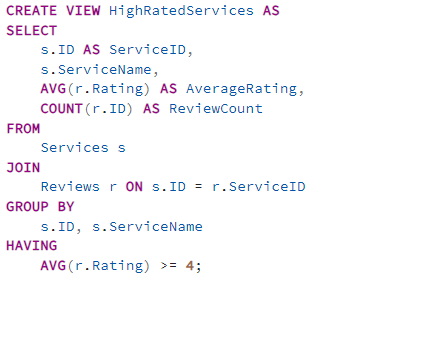 CREATE VIEW HighRatedServices AS
SELECT
    s.ID AS ServiceID,
    s.ServiceName,
    AVG(r.Rating) AS AverageRating,
    COUNT(r.ID) AS ReviewCount
FROM
    Services s
JOIN
    Reviews r ON s.ID = r.ServiceID
GROUP BY
    s.ID, s.ServiceName
HAVING
    AVG(r.Rating) >= 4;